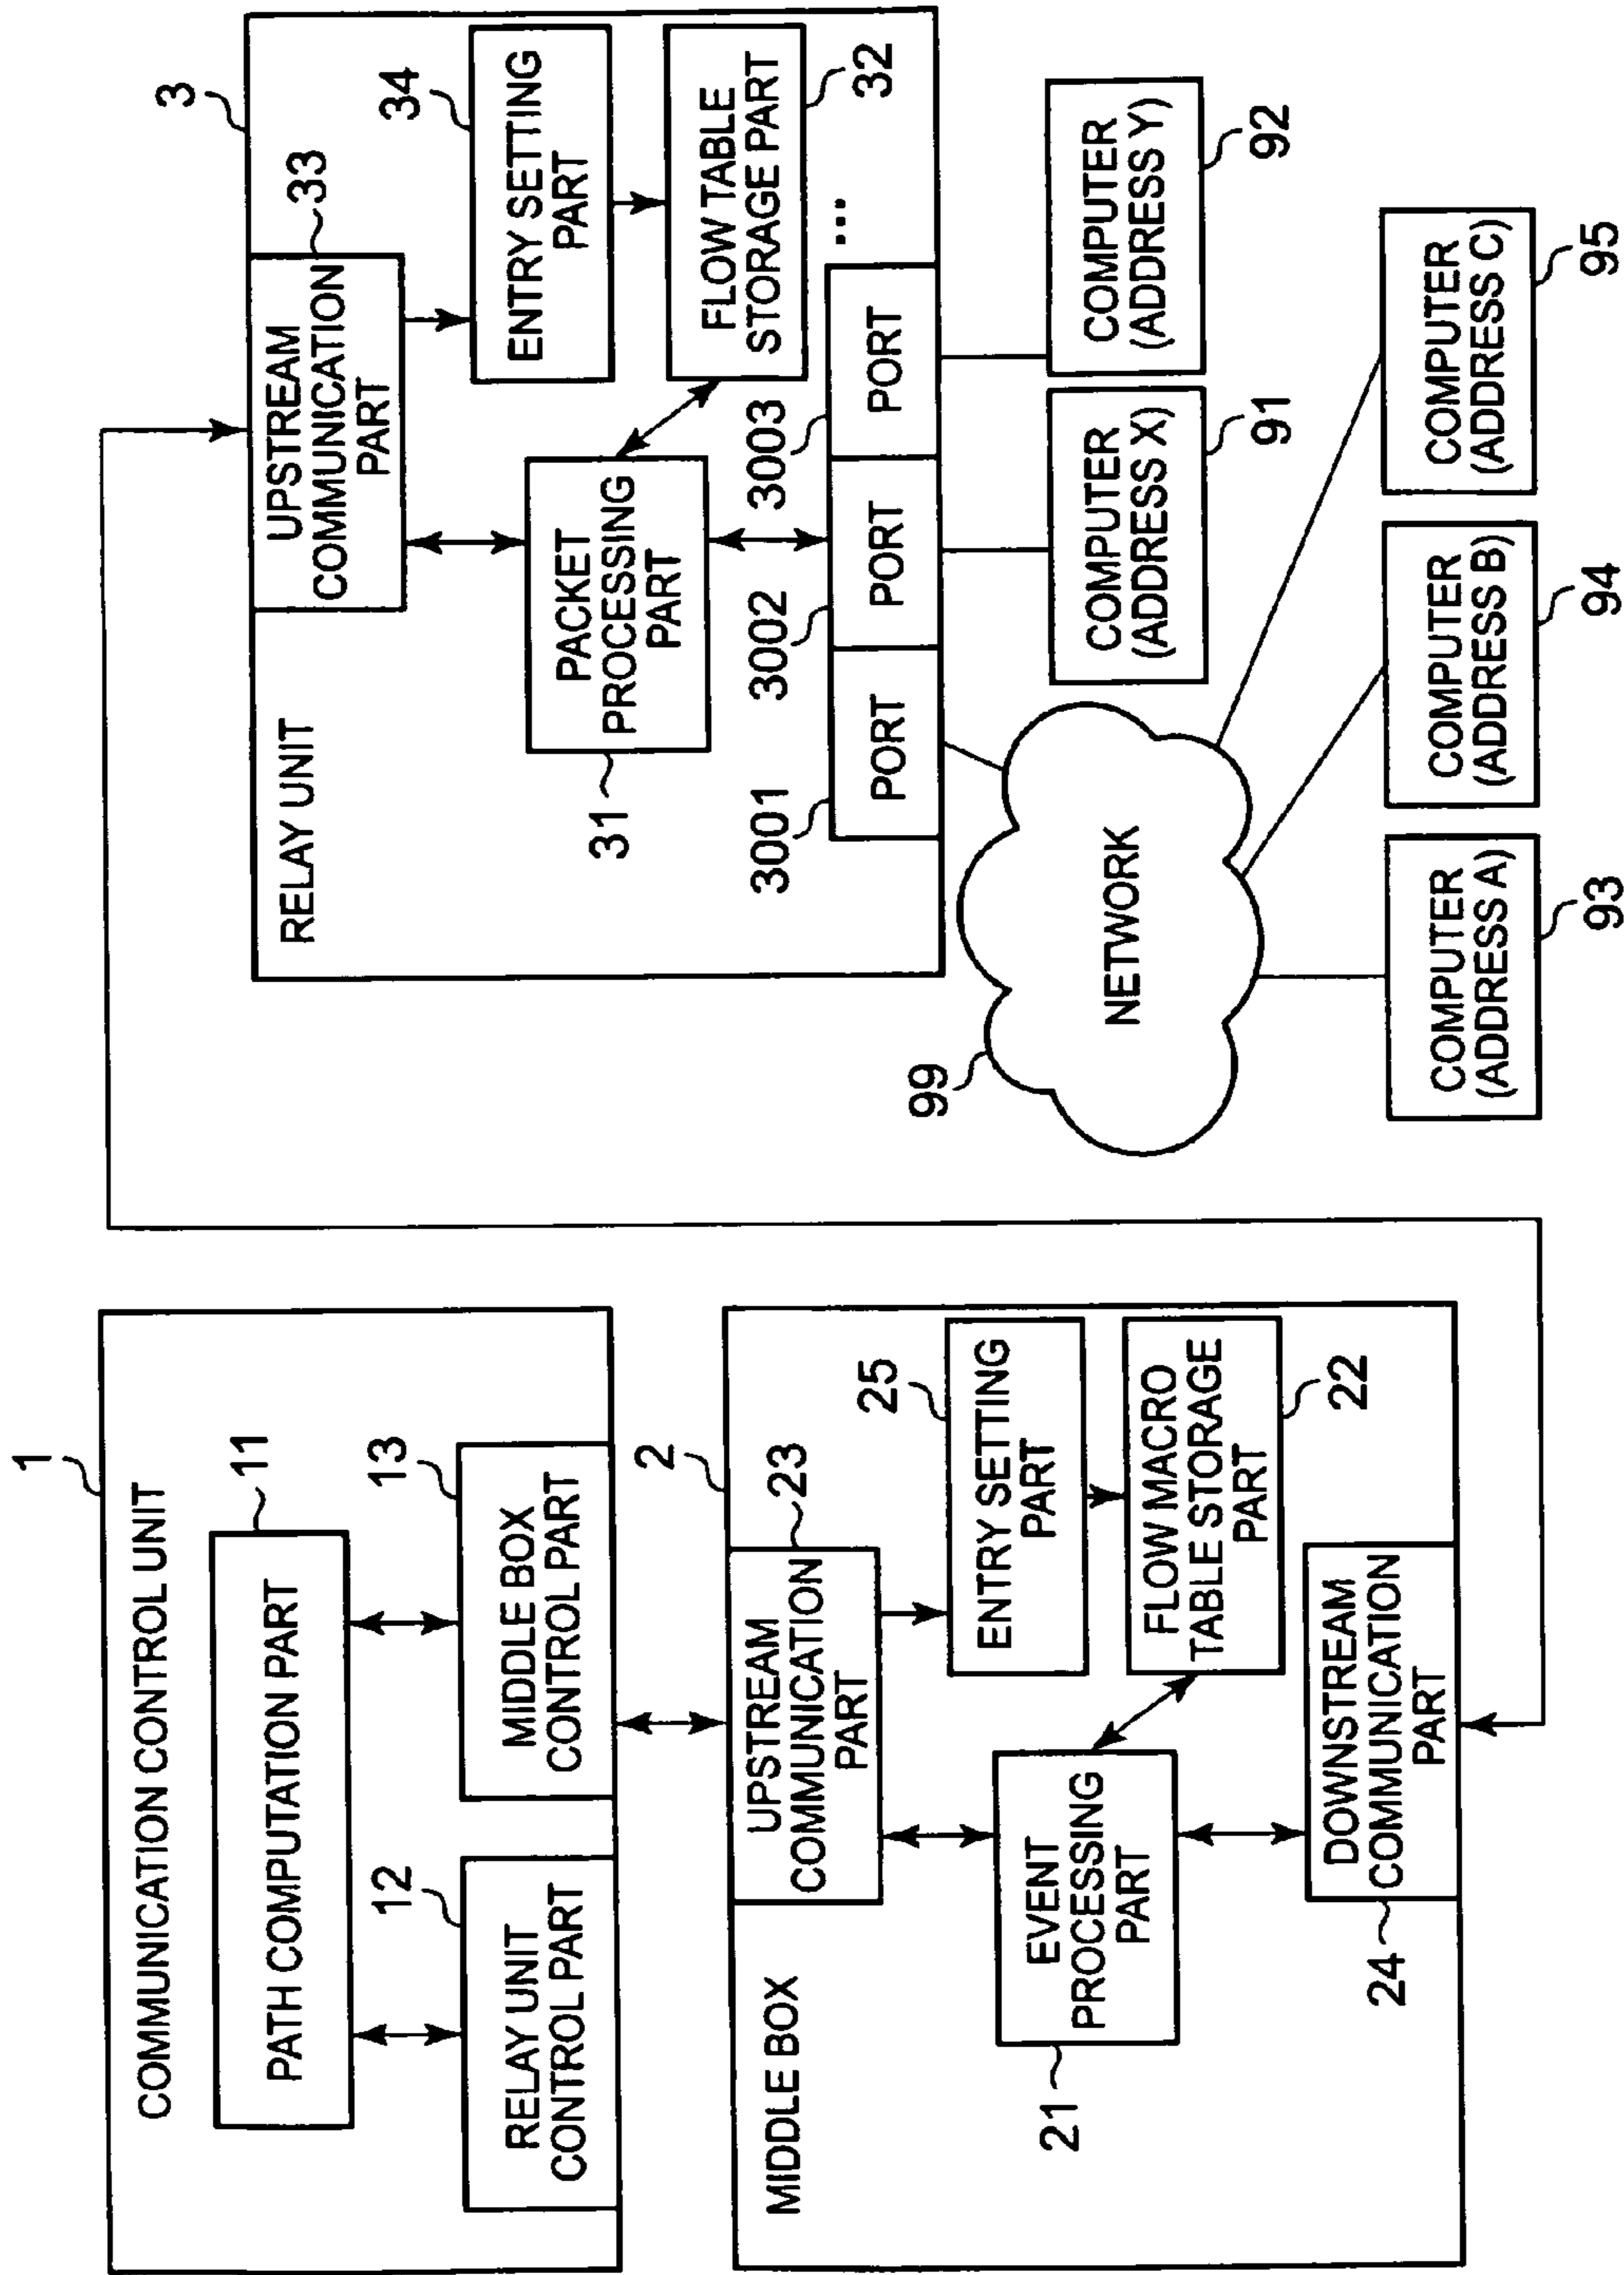 1
COMMUNICATION CONTROL UNIT
11
PATH COMPUTATION PART
12
RELAY UNIT
CONTROL PART
13
MIDDLE BOX
CONTROL PART
2
MIDDLE BOX
23
UPSTREAM
COMMUNICATION
PART
25
ENTRY SETTING
PART
EVENT
PROCESSING
PART
21
FLOW MACRO
TABLE STORAGE
PART
22
DOWNSTREAM
COMMUNICATION
PART
24
3
RELAY UNIT
UPSTREAM
COMMUNICATION
PART
33
34
ENTRY SETTING
PART
PACKET
PROCESSING
PART
31
FLOW TABLE
STORAGE PART
32
3001
PORT
3002
PORT
3003
PORT
...
99
NETWORK
COMPUTER
(ADDRESS X)
91
COMPUTER
(ADDRESS Y)
92
COMPUTER
(ADDRESS A)
93
COMPUTER
(ADDRESS B)
94
COMPUTER
(ADDRESS C)
95